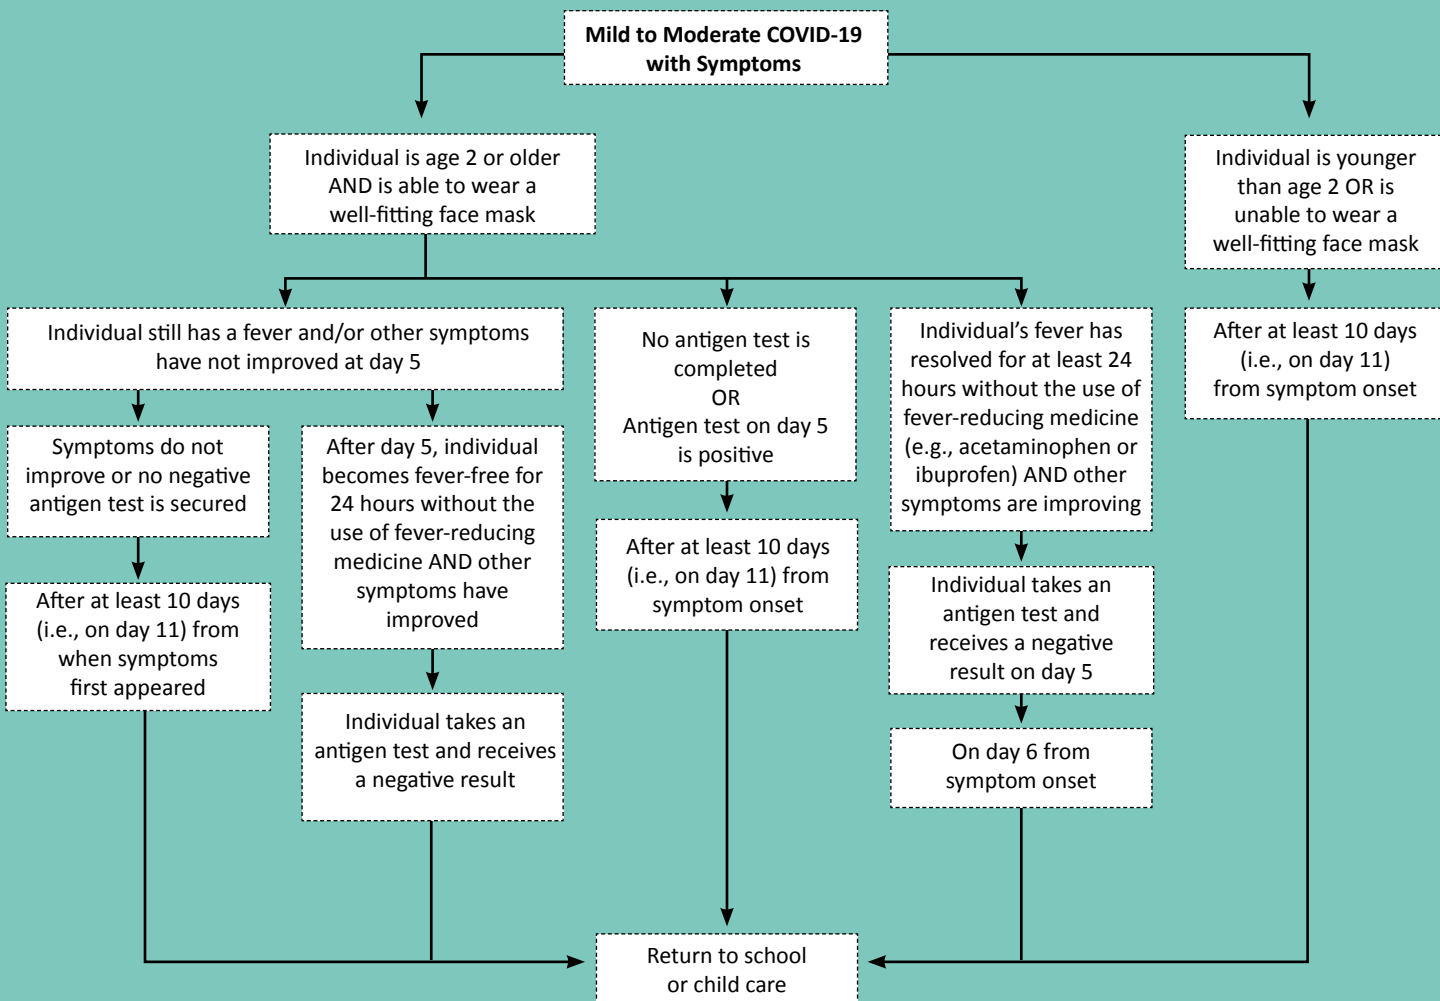 Mild to Moderate COVID-19
with Symptoms
Individual is age 2 or older
AND is able to wear a
well-fitting face mask
Individual is younger
than age 2 OR is
unable to wear a
well-fitting face mask
Individual still has a fever and/or other symptoms
have not improved at day 5
Symptoms do not
improve or no negative
antigen test is secured
After at least 10 days
(i.e., on day 11) from
when symptoms
first appeared
After day 5, individual
becomes fever-free for
24 hours without the
use of fever-reducing
medicine AND other
symptoms have
improved
Individual takes an
antigen test and receives
a negative result
No antigen test is
completed
OR
Antigen test on day 5
is positive
After at least 10 days
(i.e., on day 11) from
symptom onset
Individual's fever has
resolved for at least 24
hours without the use of
fever-reducing medicine
(e.g., acetaminophen or
ibuprofen) AND other
symptoms are improving
Individual takes an
antigen test and
receives a negative
result on day 5
On day 6 from
symptom onset
After at least 10 days
(i.e., on day 11)
from symptom onset
Return to school
or child care